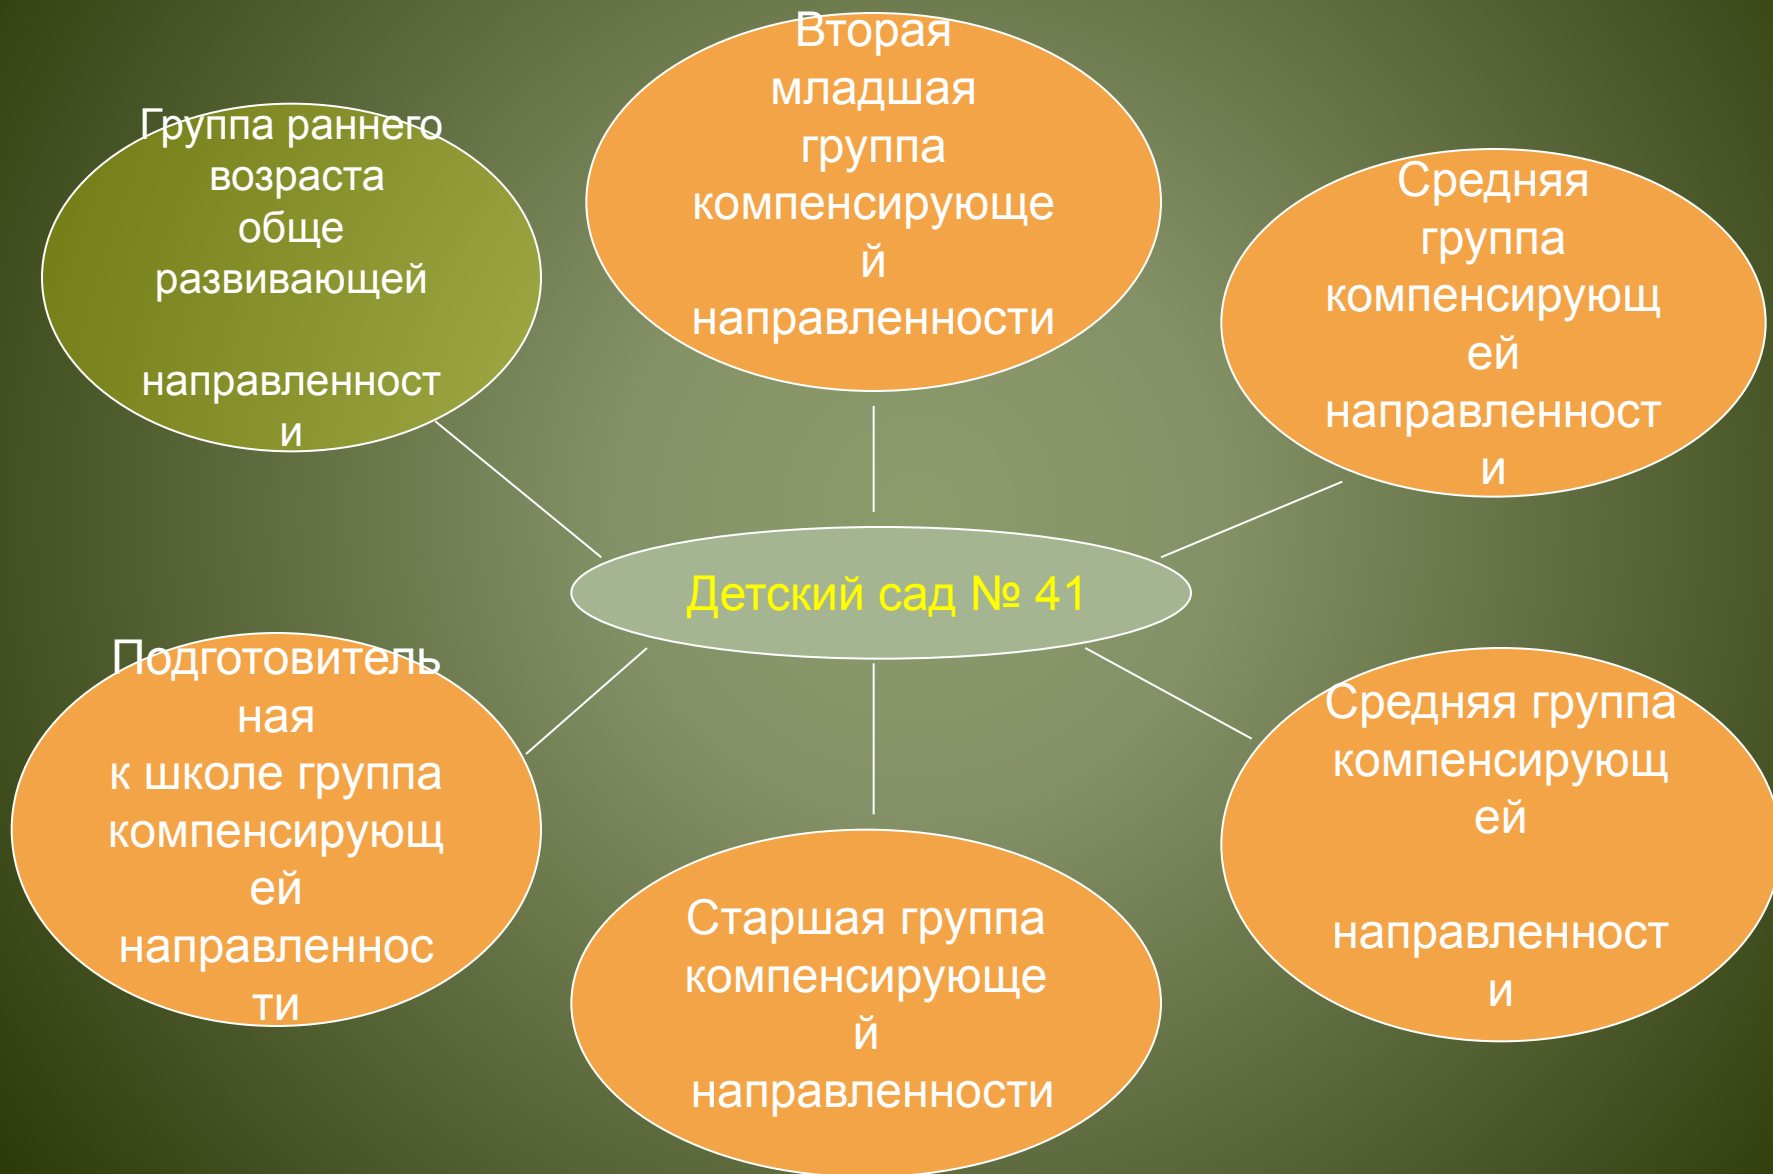 Группа раннего
возраста
обще
развивающей
направленност
и
Вторая
младшая
группа
компенсирующе
й
направленности
Средняя
группа
компенсирующ
ей
направленност
и
Детский сад № 41
Подготовитель
ная
к школе группа
компенсирующ
ей
направленнос
ти
Старшая группа
компенсирующе
й
направленности
Средняя группа
компенсирующ
ей
направленност
и